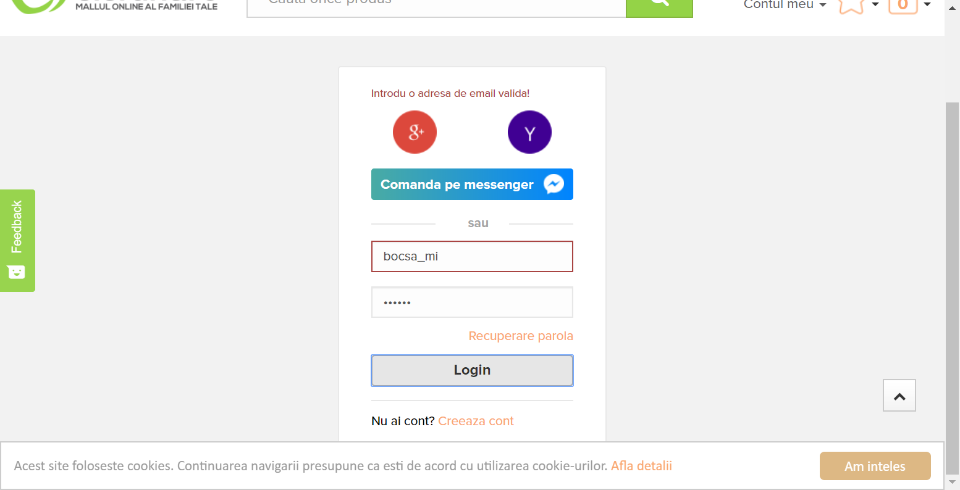 MALLUL ONLINE AL FAMILIEI TALE
Cauta orice produs
Contul meu
0
Introdu o adresa de email valida!
g+
Y
Comanda pe messenger
sau
bocsa_mi
••••••
Recuperare parola
Login
Nu ai cont? Creeaza cont
Feedback
Acest site foloseste cookies. Continuarea navigarii presupune ca esti de acord cu utilizarea cookie-urilor. Afla detalii
Am inteles